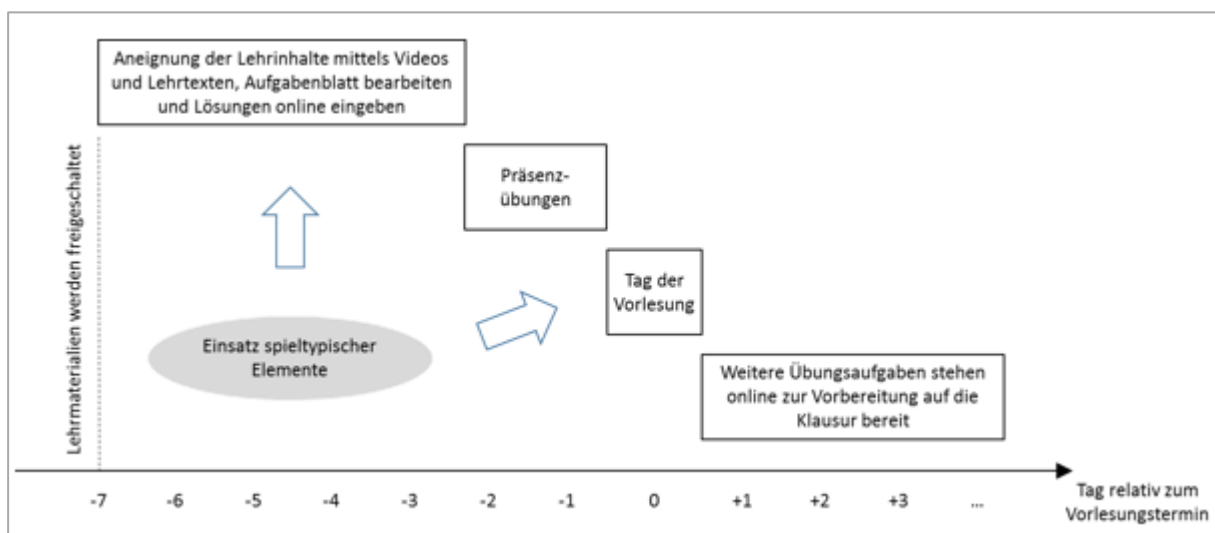 Aneignung der Lehrinhalte mittels Videos
und Lehrtexten, Aufgabenblatt bearbeiten
und Lösungen online eingeben
Lehrmaterialien werden freigeschaltet
Präsenz-
übungen
Tag der
Vorlesung
Einsatz spieltypischer
Elemente
Weitere Übungsaufgaben stehen
online zur Vorbereitung auf die
Klausur bereit
-7 -6 -5 -4 -3 -2 -1 0 +1 +2 +3 ...
Tag relativ zum
Vorlesungstermin